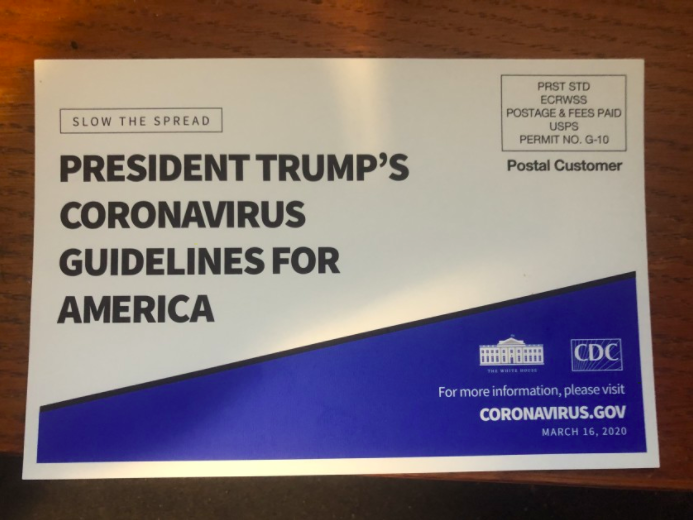 SLOW THE SPREAD
PRESIDENT TRUMP’S
CORONAVIRUS
GUIDELINES FOR
AMERICA
PRST STD
ECRWSS
POSTAGE & FEES PAID
USPS
PERMIT NO. G-10
Postal Customer
THE WHITE HOUSE
CDC
For more information, please visit
CORONAVIRUS.GOV
MARCH 16, 2020